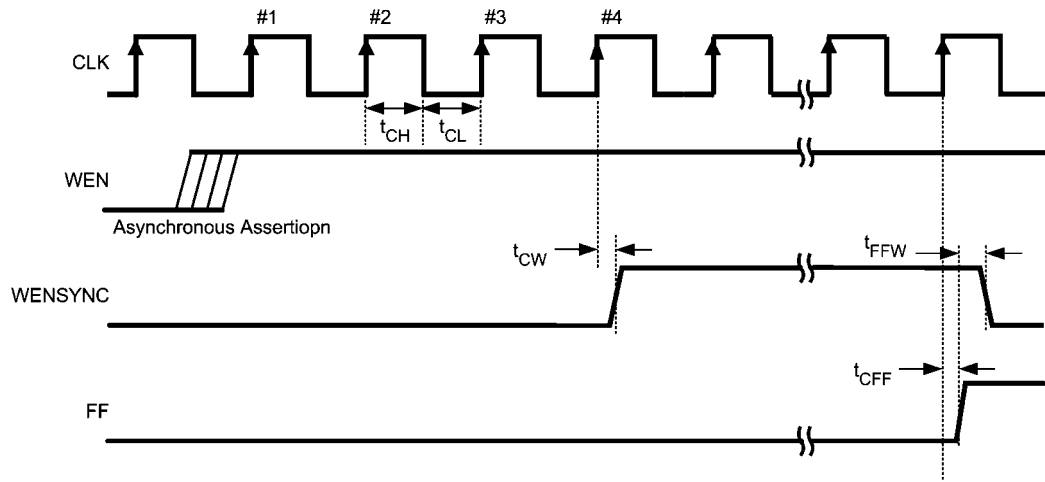 #1 #2 #3 #4
CLK
tCH tCL
WEN
Asynchronous Assertiopn
tCW tFFW
WENSYNC
tCFF
FF